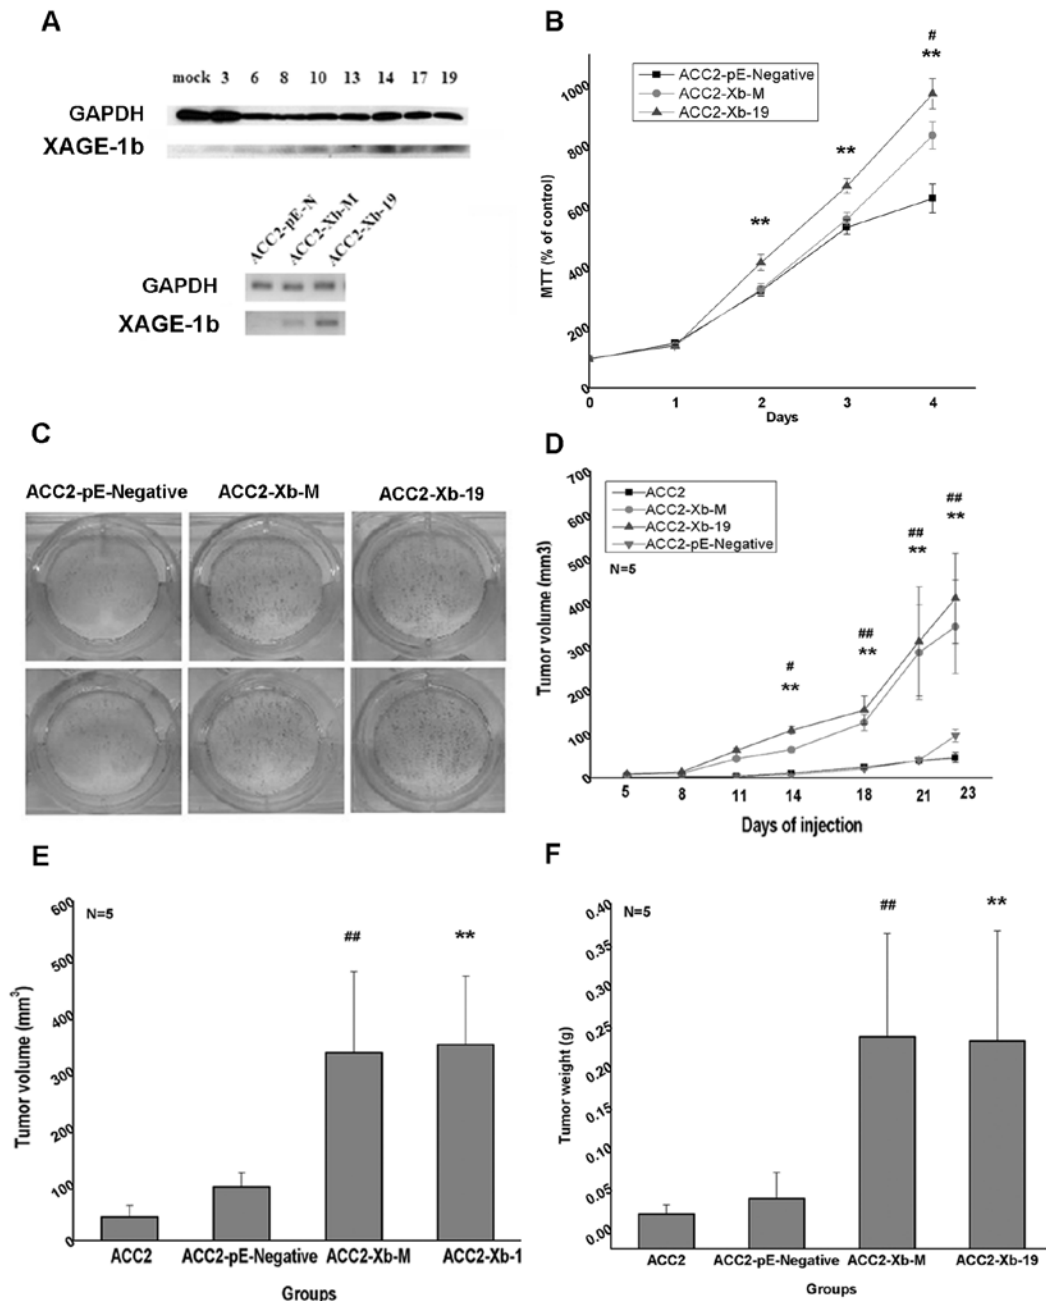 A
mock 3 6 8 10 13 14 17 19
GAPDH
XAGE-1b
ACC2-pE-N
ACC2-Xb-M
ACC2-Xb-19
GAPDH
XAGE-1b
B
ACC2-pE-Negative
ACC2-Xb-M
ACC2-Xb-19
#
**
**
**
MTT (% of control)
1000
800
600
400
200
0
0 1 2 3 4
Days
C
ACC2-pE-Negative ACC2-Xb-M ACC2-Xb-19
D
ACC2
ACC2-Xb-M
ACC2-Xb-19
ACC2-pE-Negative
N=5
#
**
##
**
##
**
##
**
Tumor volume (mm3)
700
600
500
400
300
200
100
0
5 8 11 14 18 21 23
Days of injection
E
N=5
##
**
Tumor volume (mm³)
600
500
400
300
200
100
0
ACC2 ACC2-pE-Negative ACC2-Xb-M ACC2-Xb-1
Groups
F
N=5
##
**
Tumor weight (g)
0.40
0.35
0.30
0.25
0.20
0.15
0.10
0.05
0.00
ACC2 ACC2-pE-Negative ACC2-Xb-M ACC2-Xb-19
Groups